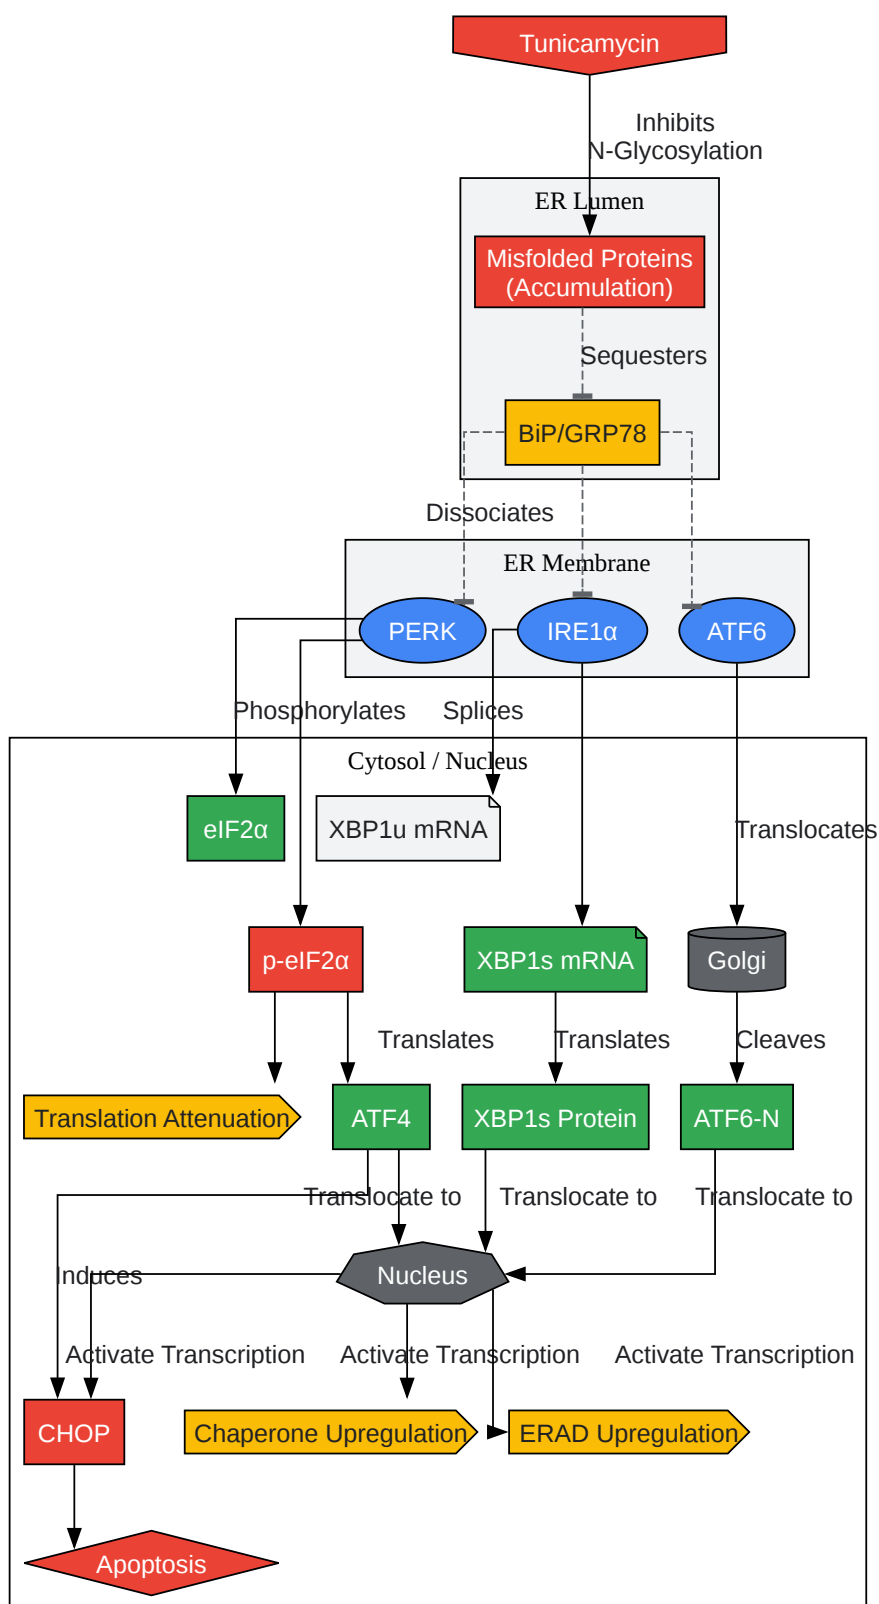 Tunicamycin
Inhibits
N-Glycosylation
ER Lumen
Misfolded Proteins
(Accumulation)
Sequesters
BiP/GRP78
Dissociates
ER Membrane
PERK
IRE1α
ATF6
Phosphorylates
Splices
Cytosol / Nucleus
eIF2α
XBP1u mRNA
Translocates
p-eIF2α
XBP1s mRNA
Golgi
Translates
Translates
Cleaves
Translation Attenuation
ATF4
XBP1s Protein
ATF6-N
Translocate to
Translocate to
Translocate to
Induces
Nucleus
Activate Transcription
Activate Transcription
Activate Transcription
CHOP
Chaperone Upregulation
ERAD Upregulation
Apoptosis